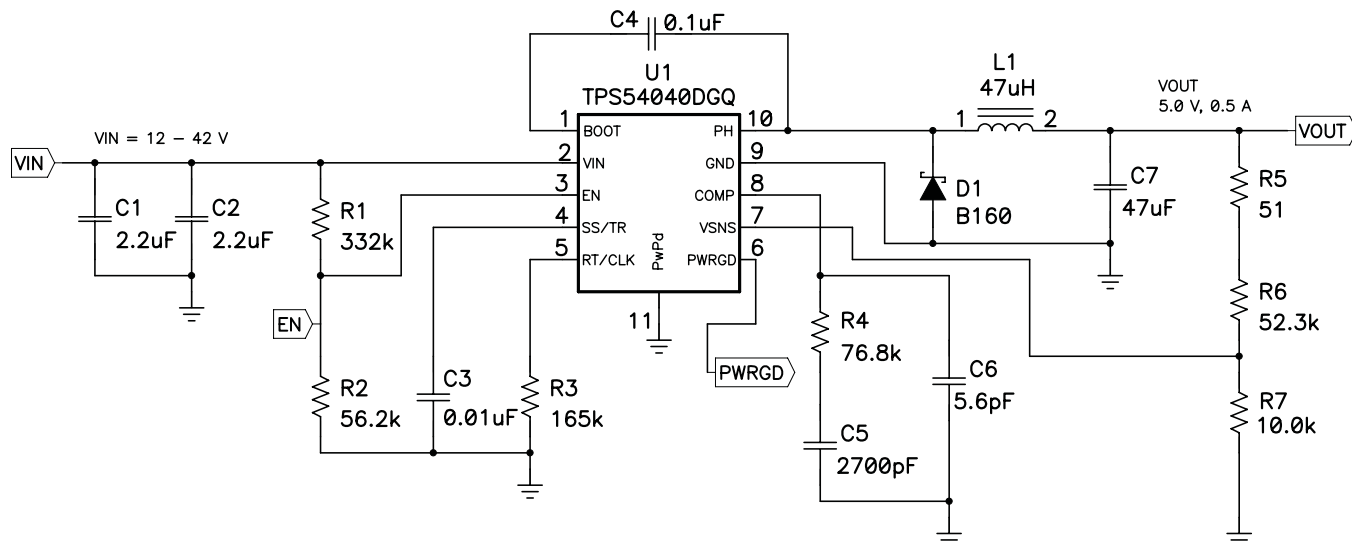 C4
0.1uF
U1
TPS54040DGQ
1
BOOT
2
VIN
3
EN
4
SS/TR
5
RT/CLK
PwPd
11
PH
10
GND
9
COMP
8
VSNS
7
PWRGD
6
VIN
VIN = 12 – 42 V
C1
2.2uF
C2
2.2uF
R1
332k
EN
R2
56.2k
C3
0.01uF
R3
165k
PWRGD
R4
76.8k
C5
2700pF
C6
5.6pF
D1
B160
L1
47uH
1
2
C7
47uF
VOUT
5.0 V, 0.5 A
VOUT
R5
51
R6
52.3k
R7
10.0k